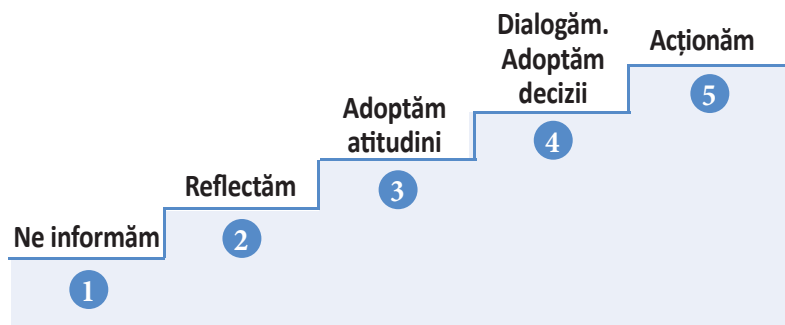 Ne informăm
1
Reflectăm
2
Adoptăm
atitudini
3
Dialogăm.
Adoptăm
decizii
4
Acționăm
5